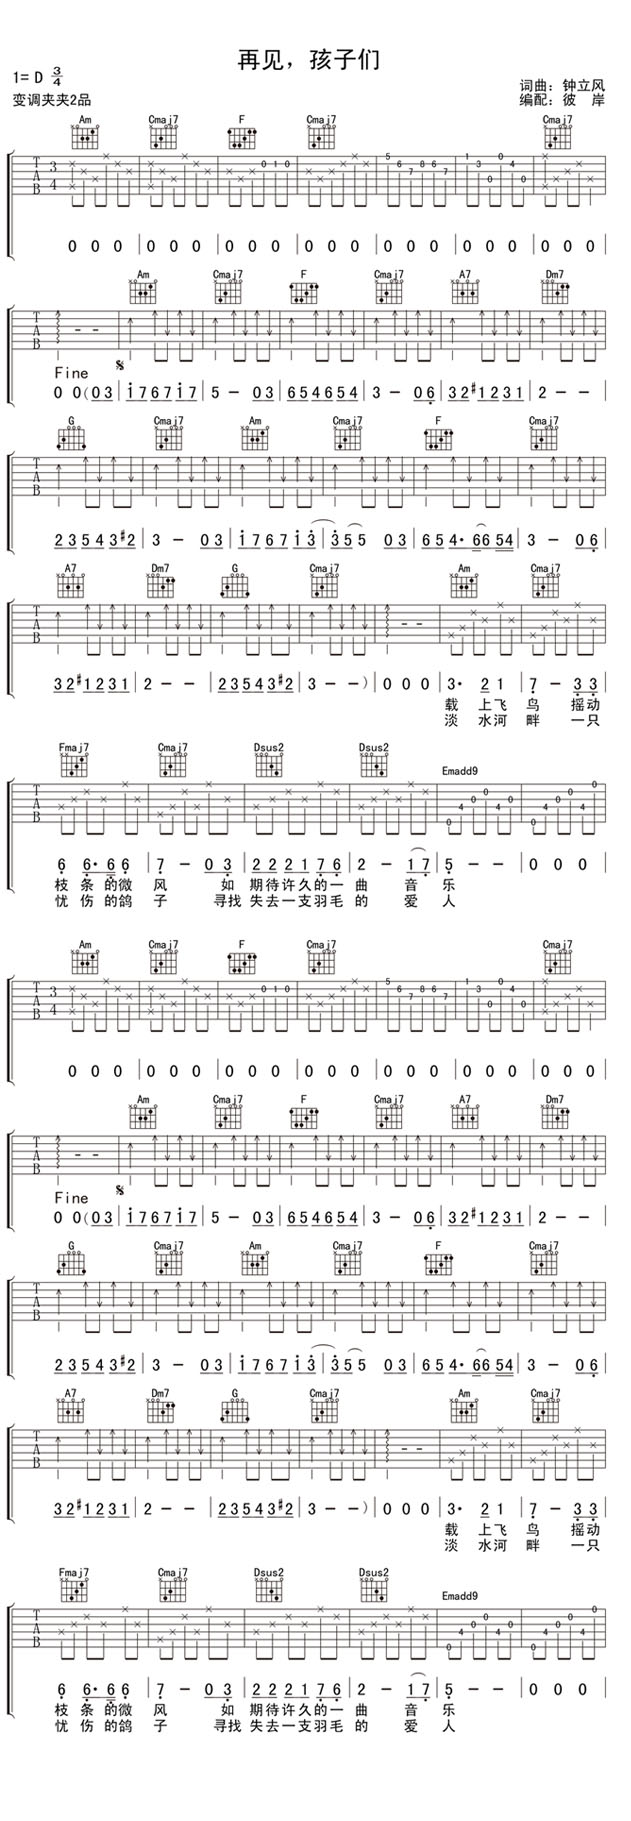 再见，孩子们
1= D 3/4
词曲：钟立风
变调夹夹2品
编配：彼 岸
Am Cmaj7 F Cmaj7 Cmaj7
T A B 3 4 0 1 0 5 6 7 8 6 7 1 3 0 4 0
0 0 0 | 0 0 0 | 0 0 0 | 0 0 0 | 0 0 0 | 0 0 0 | 0 0 0 |
Am Cmaj7 F Cmaj7 A7 Dm7
T A B - -
Fine
0 0(0 3 | 1 7 6 7 1 7 | 5 - 0 3 | 6 5 4 6 5 4 | 3 - 0 6 | 3 2 #1 2 3 1 | 2 - - |
G Cmaj7 Am Cmaj7 F Cmaj7
T A B
2 3 5 4 3 #2 | 3 - 0 3 | 1 7 6 7 1 3 | 3 5 5 0 3 | 6 5 4· 6 6 5 4 | 3 - 0 6 |
A7 Dm7 G Cmaj7 Am Cmaj7
T A B - -
3 2 #1 2 3 1 | 2 - - | 2 3 5 4 3 #2 | 3 - -) | 0 0 0 | 3· 2 1 | 7 - 3 3 |
载 上飞 鸟 摇动
淡 水河 畔 一只
Fmaj7 Cmaj7 Dsus2 Dsus2 Emadd9
T A B 0 4 0 0 4 0 0 4 0 0 4 0
6 6· 6 6 | 7 - 0 3 | 2 2 2 1 7 6 | 2 - 1 7 | 5 - - | 0 0 0 |
枝 条 的微 风 如 期待许久的一 曲 音 乐
忧 伤 的鸽 子 寻找 失去一支羽毛 的 爱 人
Am Cmaj7 F Cmaj7 Cmaj7
T A B 3 4 0 1 0 5 6 7 8 6 7 1 3 0 4 0
0 0 0 | 0 0 0 | 0 0 0 | 0 0 0 | 0 0 0 | 0 0 0 | 0 0 0 |
Am Cmaj7 F Cmaj7 A7 Dm7
T A B - -
Fine
0 0(0 3 | 1 7 6 7 1 7 | 5 - 0 3 | 6 5 4 6 5 4 | 3 - 0 6 | 3 2 #1 2 3 1 | 2 - - |
G Cmaj7 Am Cmaj7 F Cmaj7
T A B
2 3 5 4 3 #2 | 3 - 0 3 | 1 7 6 7 1 3 | 3 5 5 0 3 | 6 5 4· 6 6 5 4 | 3 - 0 6 |
A7 Dm7 G Cmaj7 Am Cmaj7
T A B - -
3 2 #1 2 3 1 | 2 - - | 2 3 5 4 3 #2 | 3 - -) | 0 0 0 | 3· 2 1 | 7 - 3 3 |
载 上飞 鸟 摇动
淡 水河 畔 一只
Fmaj7 Cmaj7 Dsus2 Dsus2 Emadd9
T A B 0 4 0 0 4 0 0 4 0 0 4 0
6 6· 6 6 | 7 - 0 3 | 2 2 2 1 7 6 | 2 - 1 7 | 5 - - | 0 0 0 |
枝 条 的微 风 如 期待许久的一 曲 音 乐
忧 伤 的鸽 子 寻找 失去一支羽毛 的 爱 人